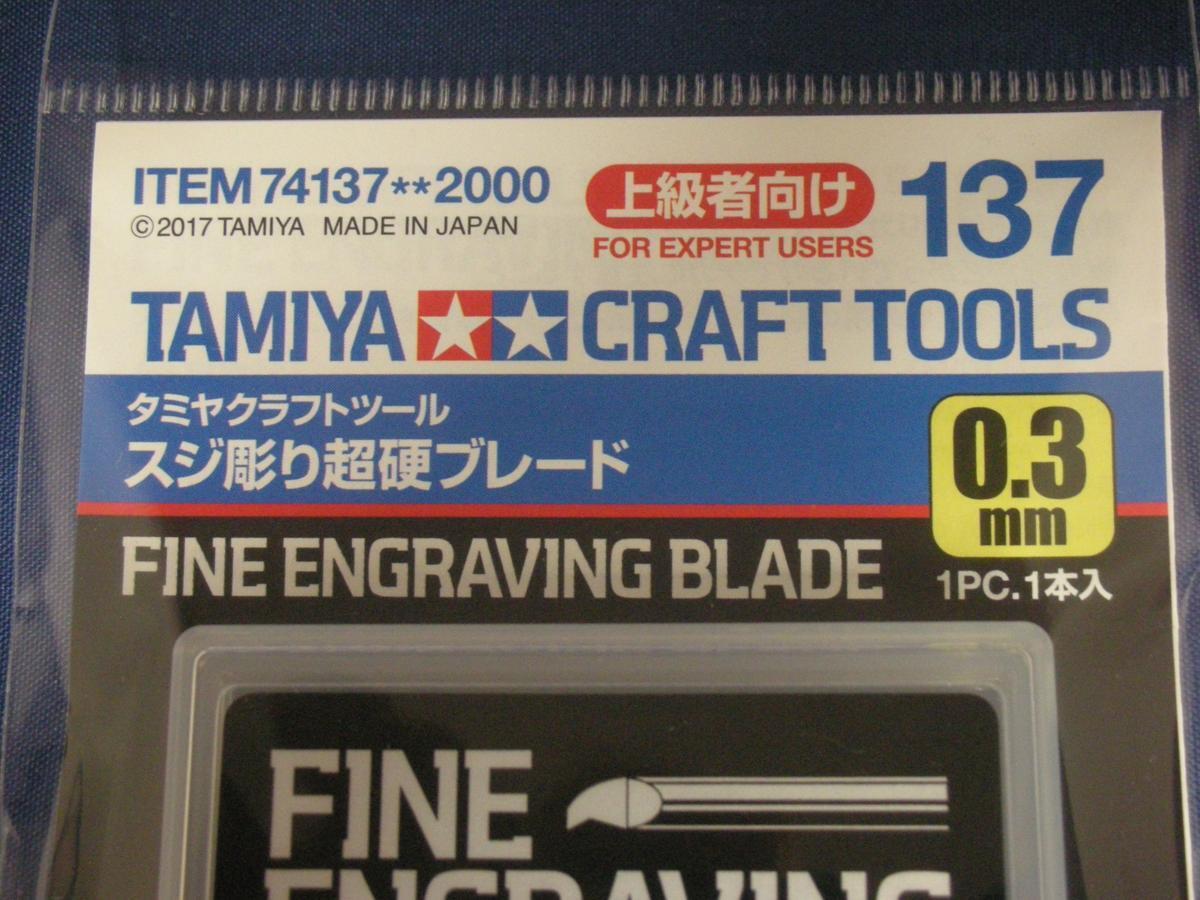 ITEM 74137**2000
©2017 TAMIYA MADE IN JAPAN
上級者向け
FOR EXPERT USERS
137
TAMIYA CRAFT TOOLS
タミヤクラフトツール
スジ彫り超硬ブレード
0.3
mm
FINE ENGRAVING BLADE
1PC.1本入
FINE
ENGRAVING